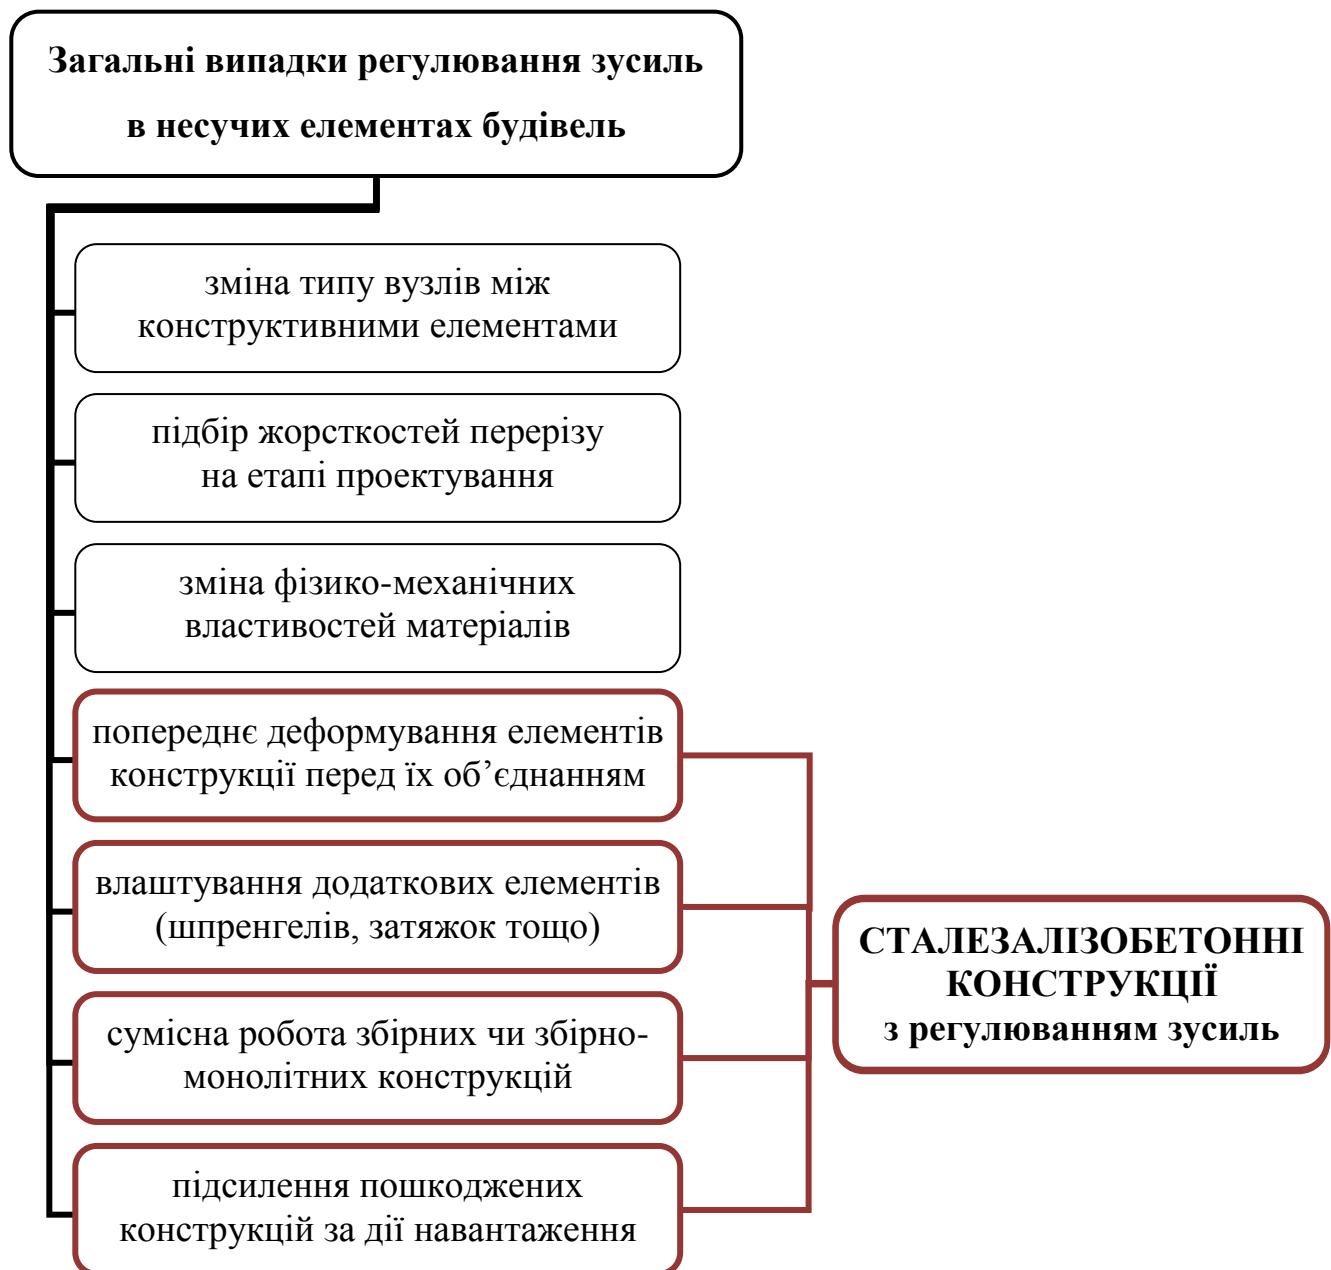 Загальні випадки регулювання зусиль
в несучих елементах будівель
зміна типу вузлів між
конструктивними елементами
підбір жорсткостей перерізу
на етапі проектування
зміна фізико-механічних
властивостей матеріалів
попереднє деформування елементів
конструкції перед їх об’єднанням
влаштування додаткових елементів
(шпренгелів, затяжок тощо)
сумісна робота збірних чи збірно-
монолітних конструкцій
підсилення пошкоджених
конструкцій за дії навантаження
СТАЛЕЗАЛІЗОБЕТОННІ
КОНСТРУКЦІЇ
з регулюванням зусиль